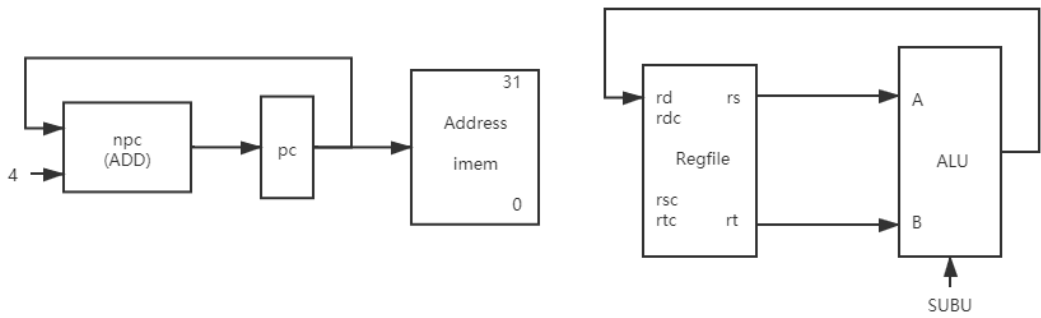 4
npc
(ADD)
pc
31
Address
imem
0
rd rs
rdc
Regfile
rsc
rtc rt
A
ALU
B
SUBU